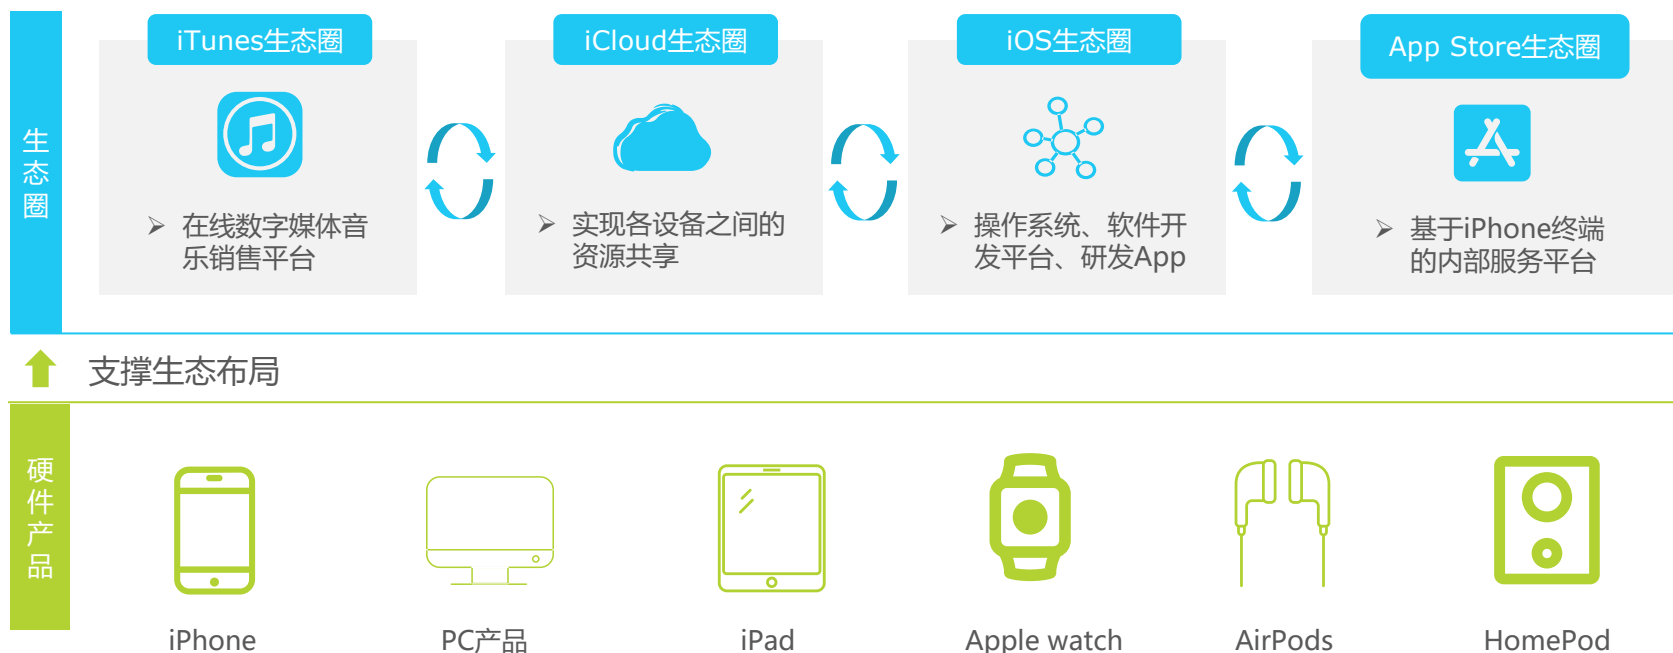 iTunes生态圈
iCloud生态圈
iOS生态圈
App Store生态圈
生态圈
➢ 在线数字媒体音
乐销售平台
➢ 实现各设备之间的
资源共享
➢ 操作系统、软件开
发平台、研发App
➢ 基于iPhone终端
的内部服务平台
支撑生态布局
硬件产品
iPhone
PC产品
iPad
Apple watch
AirPods
HomePod